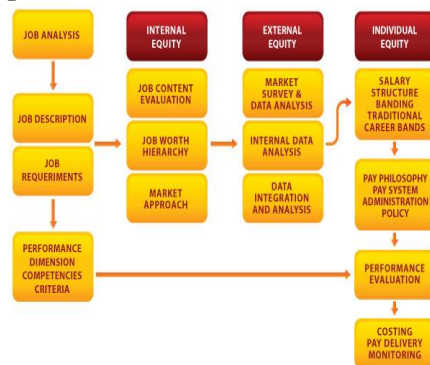 JOB ANALYSIS
JOB DESCRIPTION
JOB
REQUERIMENTS
PERFORMANCE
DIMENSION
COMPETENCIES
CRITERIA
INTERNAL
EQUITY
JOB CONTENT
EVALUATION
JOB WORTH
HIERARCHY
MARKET
APPROACH
EXTERNAL
EQUITY
MARKET
SURVEY &
DATA ANALYSIS
INTERNAL DATA
ANALYSIS
DATA
INTEGRATION
AND ANALYSIS
INDIVIDUAL
EQUITY
SALARY
STRUCTURE
BANDING
TRADITIONAL
CAREER BANDS
PAY PHILOSOPHY
PAY SYSTEM
ADMINISTRATION
POLICY
PERFORMANCE
EVALUATION
COSTING
PAY DELIVERY
MONITORING